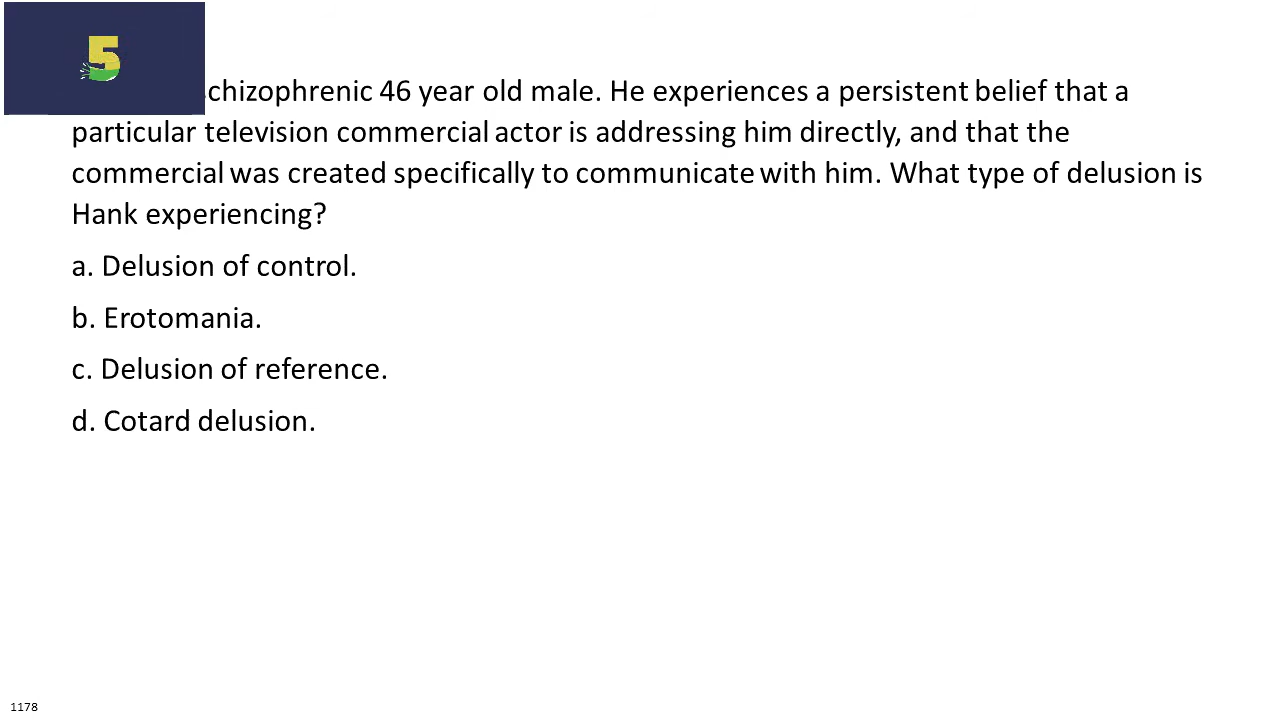 5
schizophrenic 46 year old male. He experiences a persistent belief that a
particular television commercial actor is addressing him directly, and that the
commercial was created specifically to communicate with him. What type of delusion is
Hank experiencing?
a. Delusion of control.
b. Erotomania.
c. Delusion of reference.
d. Cotard delusion.
1178